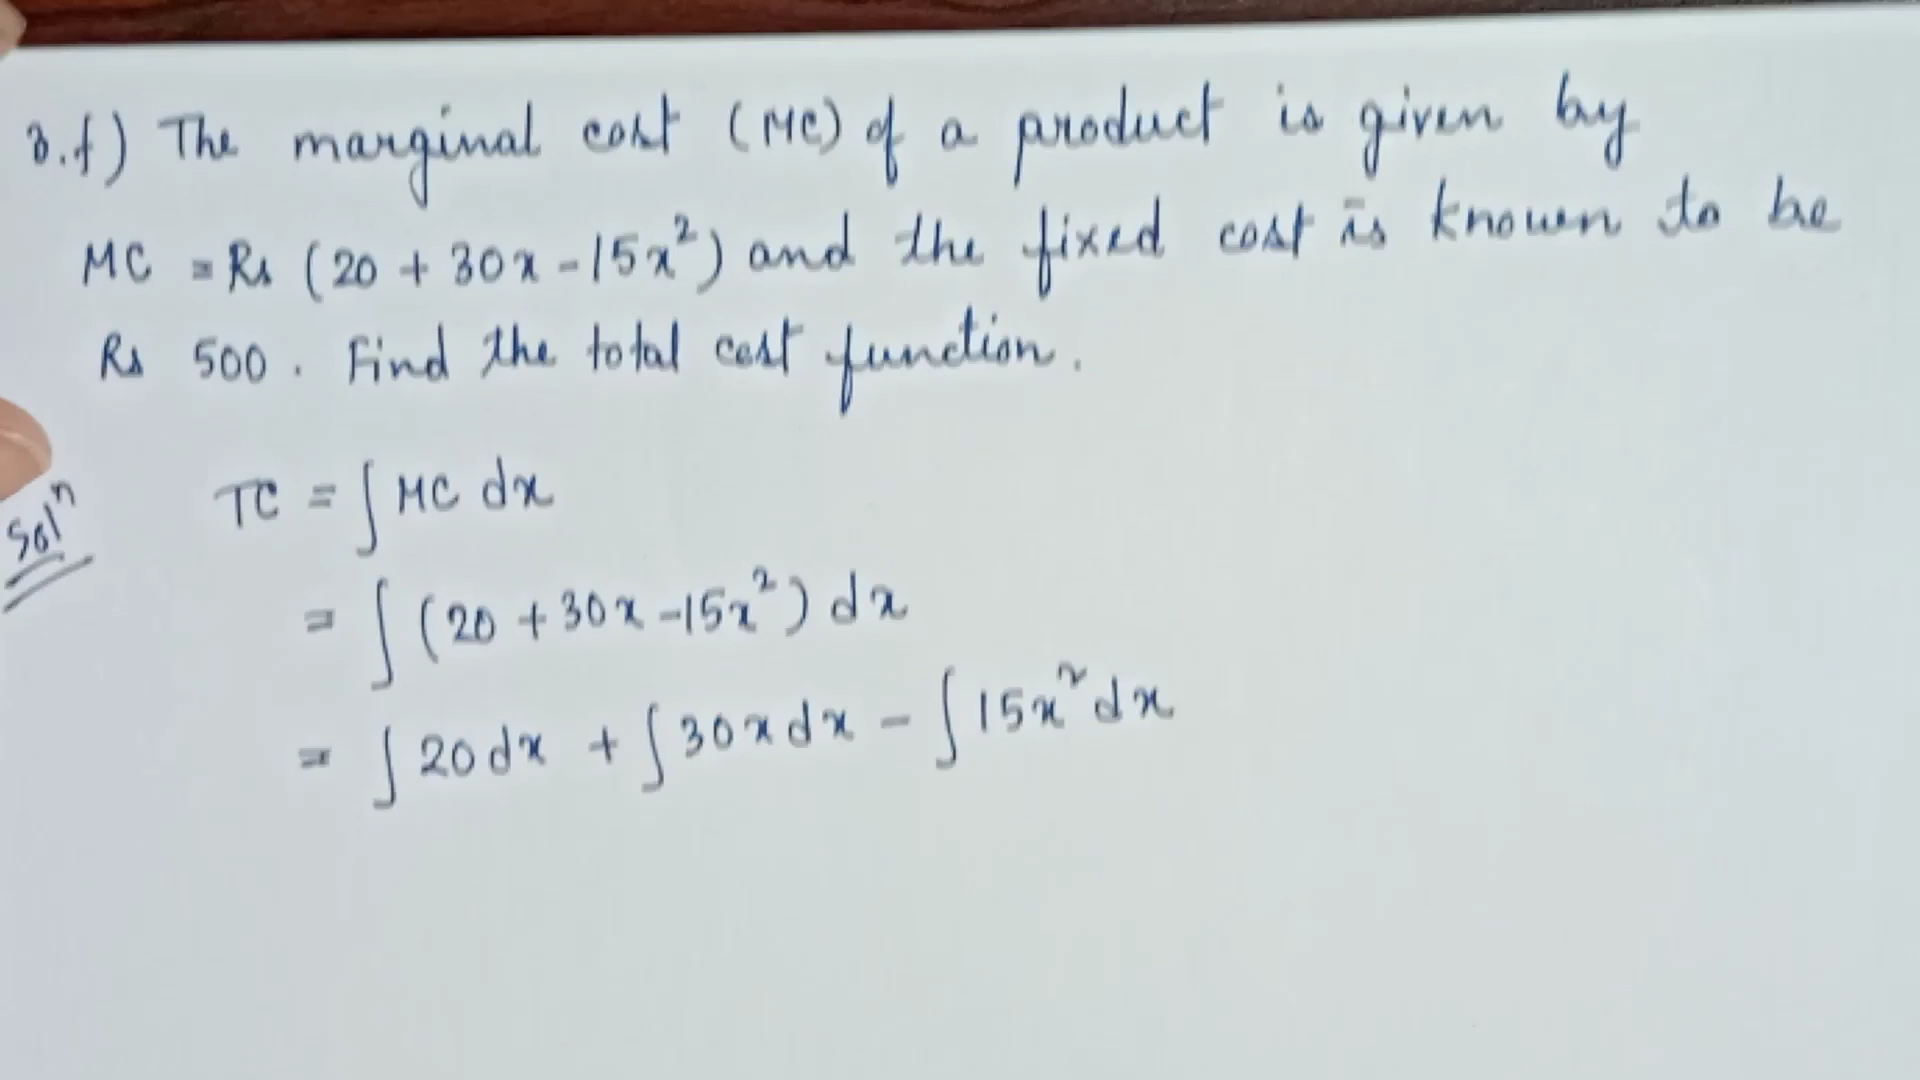 3.f) The marginal cost (MC) of a product is given by
MC = Rs (20 + 30x - 15x²) and the fixed cost is known to be
Rs 500. Find the total cost function.
Solⁿ
TC = ∫ MC dx
= ∫ (20 + 30x - 15x²) dx
= ∫ 20 dx + ∫ 30x dx - ∫ 15x² dx